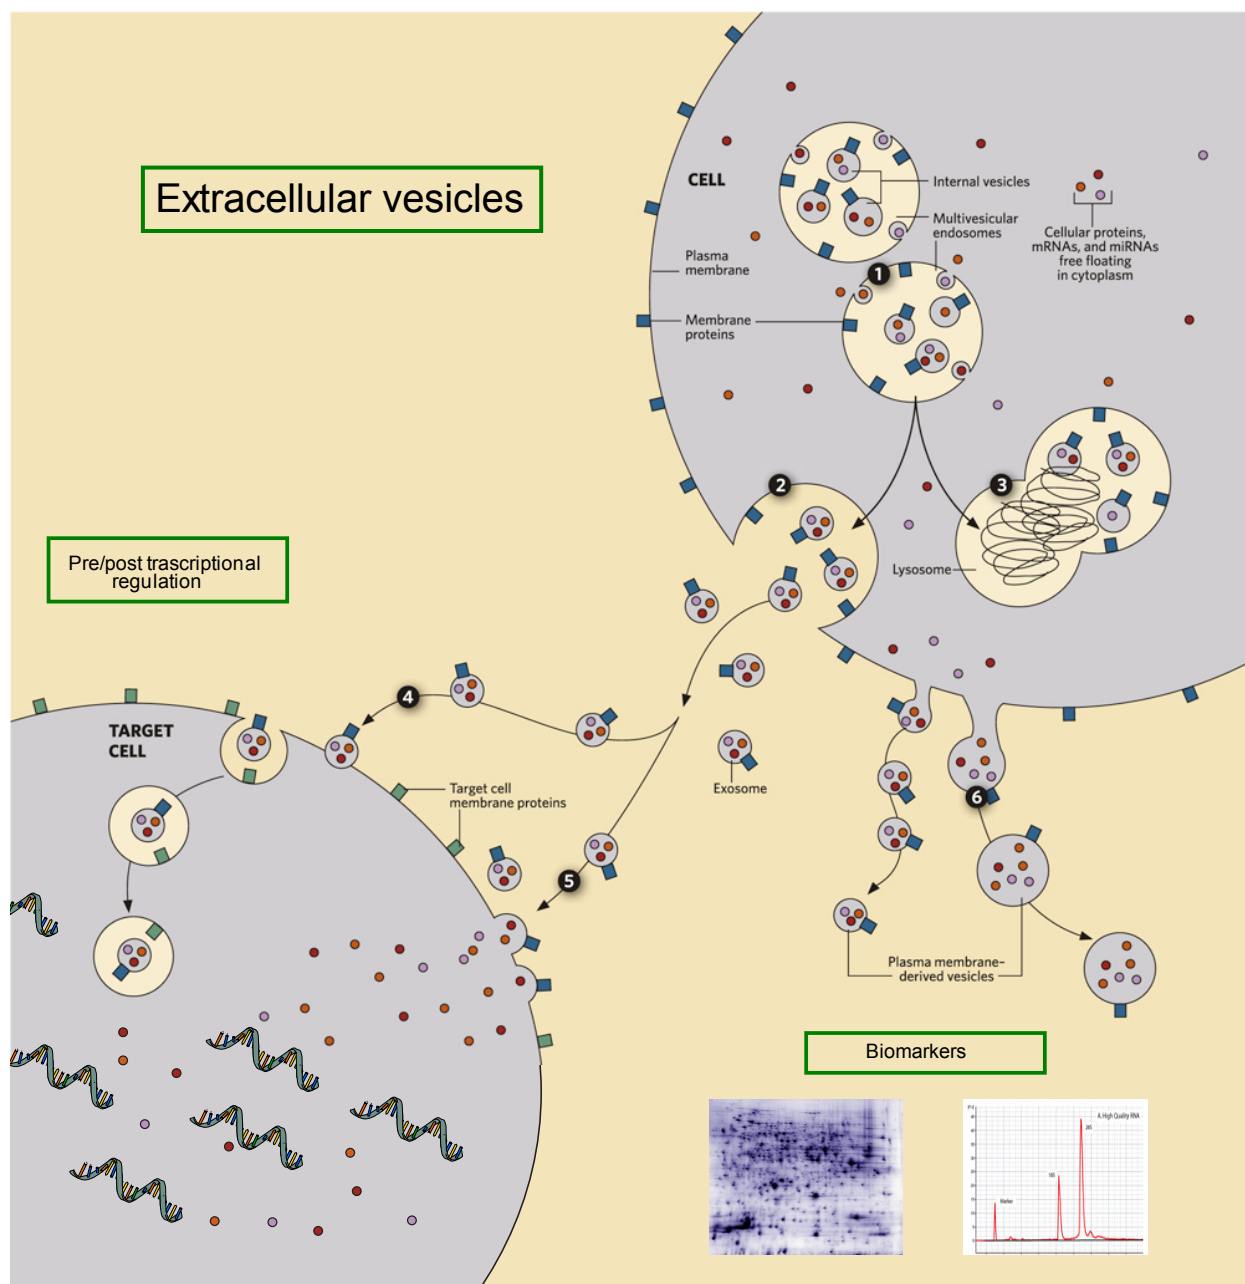 Extracellular vesicles
CELL
Internal vesicles
Multivesicular
endosomes
Cellular proteins,
mRNAs, and miRNAs
free floating
in cytoplasm
Plasma
membrane
1
Membrane
proteins
2
3
Lysosome
Pre/post trascriptional
regulation
4
TARGET
CELL
Target cell
membrane proteins
Exosome
6
5
Plasma membrane–
derived vesicles
Biomarkers
A. High Quality RNA
28S
18S
Marker